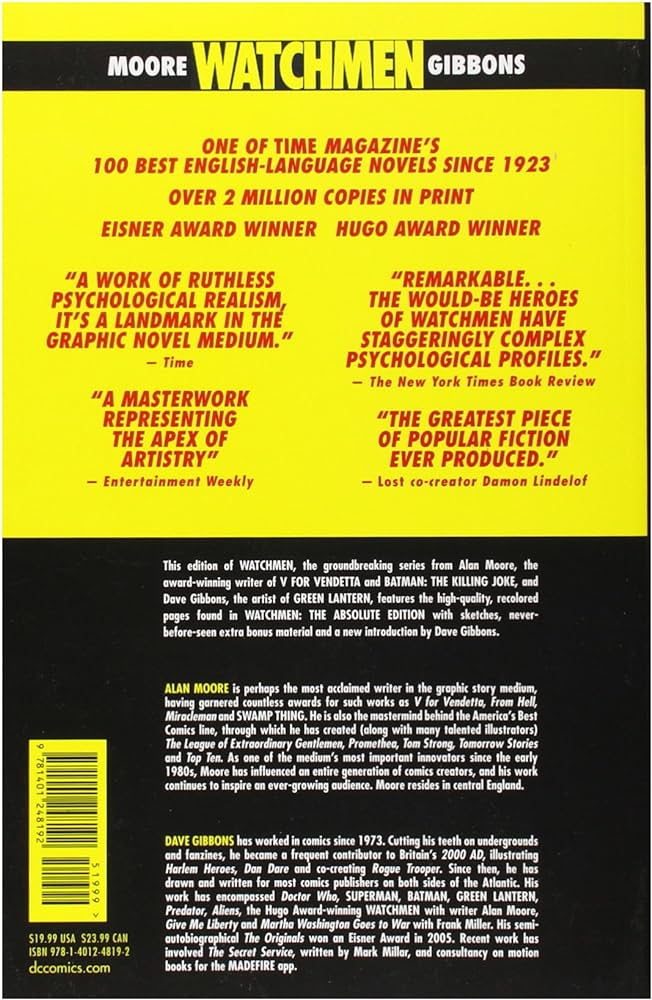 MOORE WATCHMEN GIBBONS
ONE OF TIME MAGAZINE'S
100 BEST ENGLISH-LANGUAGE NOVELS SINCE 1923
OVER 2 MILLION COPIES IN PRINT
EISNER AWARD WINNER HUGO AWARD WINNER
"A WORK OF RUTHLESS
PSYCHOLOGICAL REALISM,
IT'S A LANDMARK IN THE
GRAPHIC NOVEL MEDIUM."
– Time
"REMARKABLE. . .
THE WOULD-BE HEROES
OF WATCHMEN HAVE
STAGGERINGLY COMPLEX
PSYCHOLOGICAL PROFILES."
– The New York Times Book Review
"A MASTERWORK
REPRESENTING
THE APEX OF
ARTISTRY"
– Entertainment Weekly
"THE GREATEST PIECE
OF POPULAR FICTION
EVER PRODUCED."
– Lost co-creator Damon Lindelof
This edition of WATCHMEN, the groundbreaking series from Alan Moore, the
award-winning writer of V FOR VENDETTA and BATMAN: THE KILLING JOKE, and
Dave Gibbons, the artist of GREEN LANTERN, features the high-quality, recolored
pages found in WATCHMEN: THE ABSOLUTE EDITION with sketches, never-
before-seen extra bonus material and a new introduction by Dave Gibbons.
ALAN MOORE is perhaps the most acclaimed writer in the graphic story medium,
having garnered countless awards for such works as V for Vendetta, From Hell,
Miracleman and SWAMP THING. He is also the mastermind behind the America's Best
Comics line, through which he has created (along with many talented illustrators)
The League of Extraordinary Gentlemen, Promethea, Tom Strong, Tomorrow Stories
and Top Ten. As one of the medium's most important innovators since the early
1980s, Moore has influenced an entire generation of comics creators, and his work
continues to inspire an ever-growing audience. Moore resides in central England.
DAVE GIBBONS has worked in comics since 1973. Cutting his teeth on undergrounds
and fanzines, he became a frequent contributor to Britain's 2000 AD, illustrating
Harlem Heroes, Dan Dare and co-creating Rogue Trooper. Since then, he has
drawn and written for most comics publishers on both sides of the Atlantic. His
work has encompassed Doctor Who, SUPERMAN, BATMAN, GREEN LANTERN,
Predator, Aliens, the Hugo Award-winning WATCHMEN with writer Alan Moore,
Give Me Liberty and Martha Washington Goes to War with Frank Miller. His semi-
autobiographical The Originals won an Eisner Award in 2005. Recent work has
involved The Secret Service, written by Mark Millar, and consultancy on motion
books for the MADEFIRE app.
9 781401 248192
51999 >
$19.99 USA $23.99 CAN
ISBN 978-1-4012-4819-2
dccomics.com